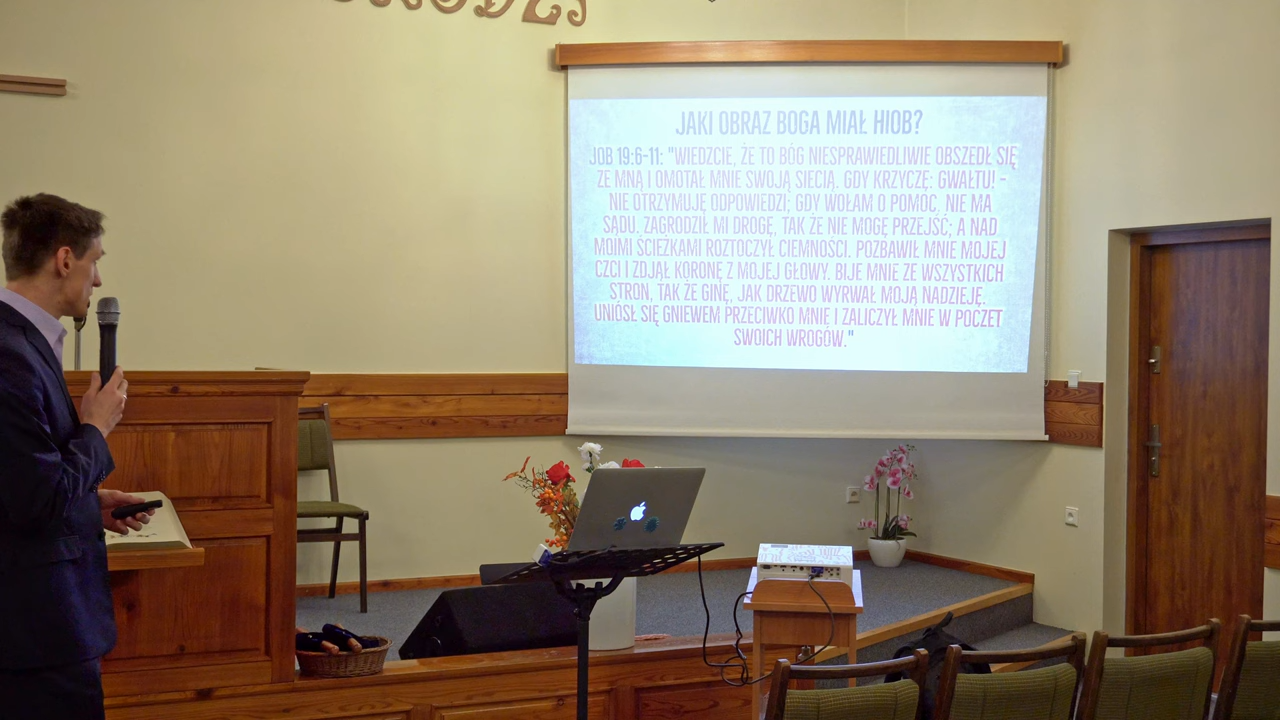 JAKI OBRAZ BOGA MIAŁ HIOB?
JOB 19:6-11: "WIEDZCIE, ŻE TO BÓG NIESPRAWIEDLIWIE OBSZEDŁ SIĘ
ZE MNĄ I OMOTAŁ MNIE SWOJĄ SIECIĄ. GDY KRZYCZĘ: GWAŁTU! -
NIE OTRZYMUJĘ ODPOWIEDZI; GDY WOŁAM O POMOC, NIE MA
SĄDU. ZAGRODZIŁ MI DROGĘ, TAK ŻE NIE MOGĘ PRZEJŚĆ; A NAD
MOIMI ŚCIEŻKAMI ROZTOCZYŁ CIEMNOŚCI. POZBAWIŁ MNIE MOJEJ
CZCI I ZDJĄŁ KORONĘ Z MOJEJ GŁOWY. BIJE MNIE ZE WSZYSTKICH
STRON, TAK ŻE GINĘ, JAK DRZEWO WYRWAŁ MOJĄ NADZIEJĘ.
UNIÓSŁ SIĘ GNIEWEM PRZECIWKO MNIE I ZALICZYŁ MNIE W POCZET
SWOICH WROGÓW."